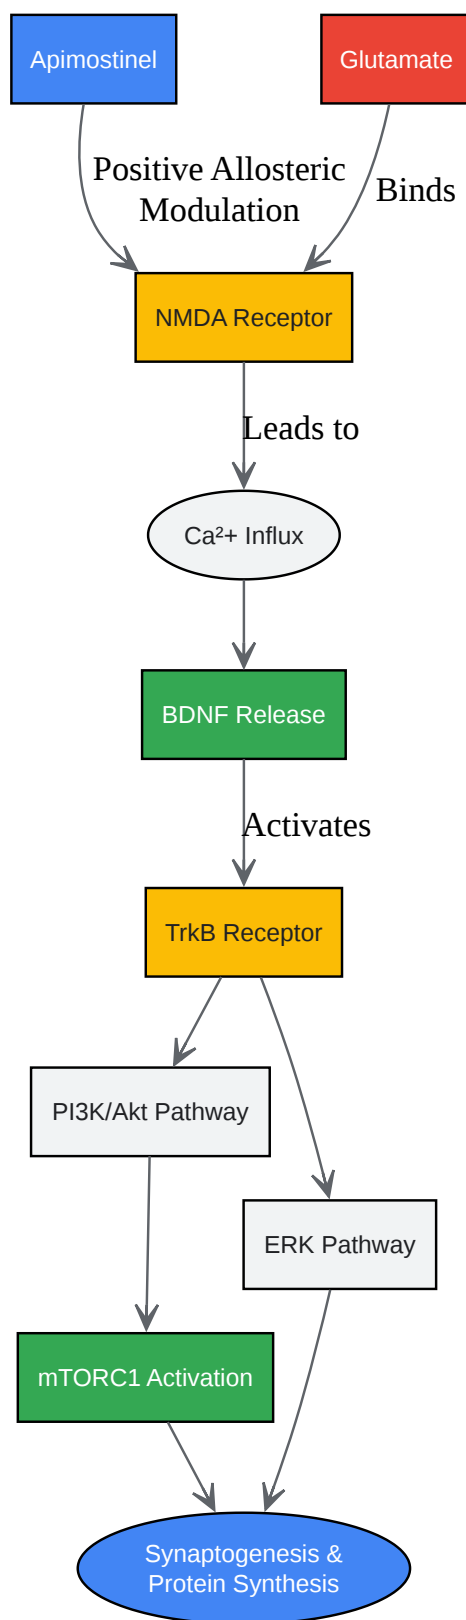 Apimostinel
Glutamate
Positive Allosteric
Modulation
Binds
NMDA Receptor
Leads to
Ca²+ Influx
BDNF Release
Activates
TrkB Receptor
PI3K/Akt Pathway
ERK Pathway
mTORC1 Activation
Synaptogenesis &
Protein Synthesis